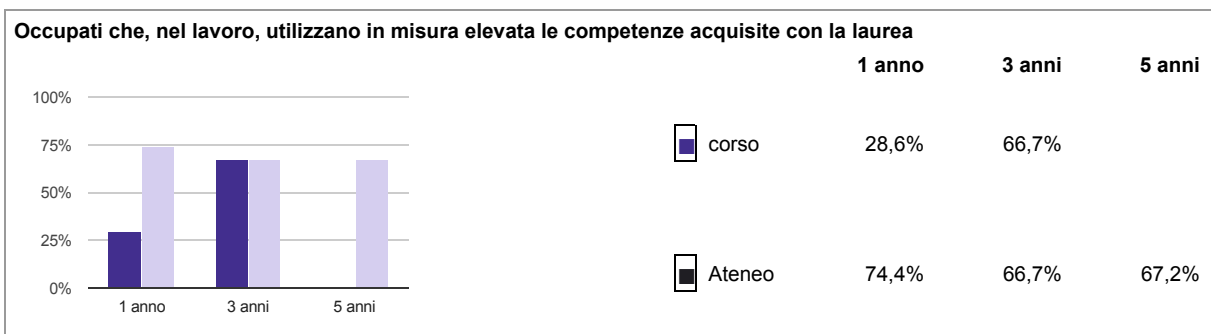 Occupati che, nel lavoro, utilizzano in misura elevata le competenze acquisite con la laurea
1 anno 3 anni 5 anni
100%
75%
50%
25%
0%
1 anno 3 anni 5 anni
corso 28,6% 66,7%
Ateneo 74,4% 66,7% 67,2%